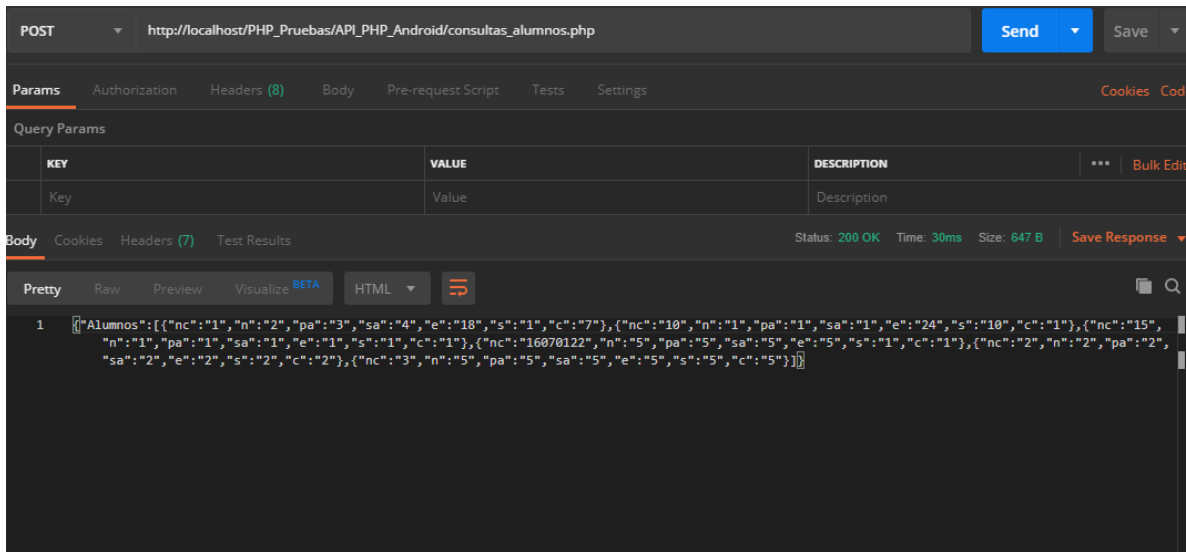 POST http://localhost/PHP_Pruebas/API_PHP_Android/consultas_alumnos.php Send Save
Params Authorization Headers (8) Body Pre-request Script Tests Settings Cookies Cod
Query Params
KEY VALUE DESCRIPTION ••• Bulk Edit
Key Value Description
Body Cookies Headers (7) Test Results Status: 200 OK Time: 30ms Size: 647 B Save Response
Pretty Raw Preview Visualize BETA HTML
1 {"Alumnos":[{"nc":"1","n":"2","pa":"3","sa":"4","e":"18","s":"1","c":"7"},{"nc":"10","n":"1","pa":"1","sa":"1","e":"24","s":"10","c":"1"},{"nc":"15",
"n":"1","pa":"1","sa":"1","e":"1","s":"1","c":"1"},{"nc":"16070122","n":"5","pa":"5","sa":"5","e":"5","s":"1","c":"1"},{"nc":"2","n":"2","pa":"2",
"sa":"2","e":"2","s":"2","c":"2"},{"nc":"3","n":"5","pa":"5","sa":"5","e":"5","s":"5","c":"5"}]}